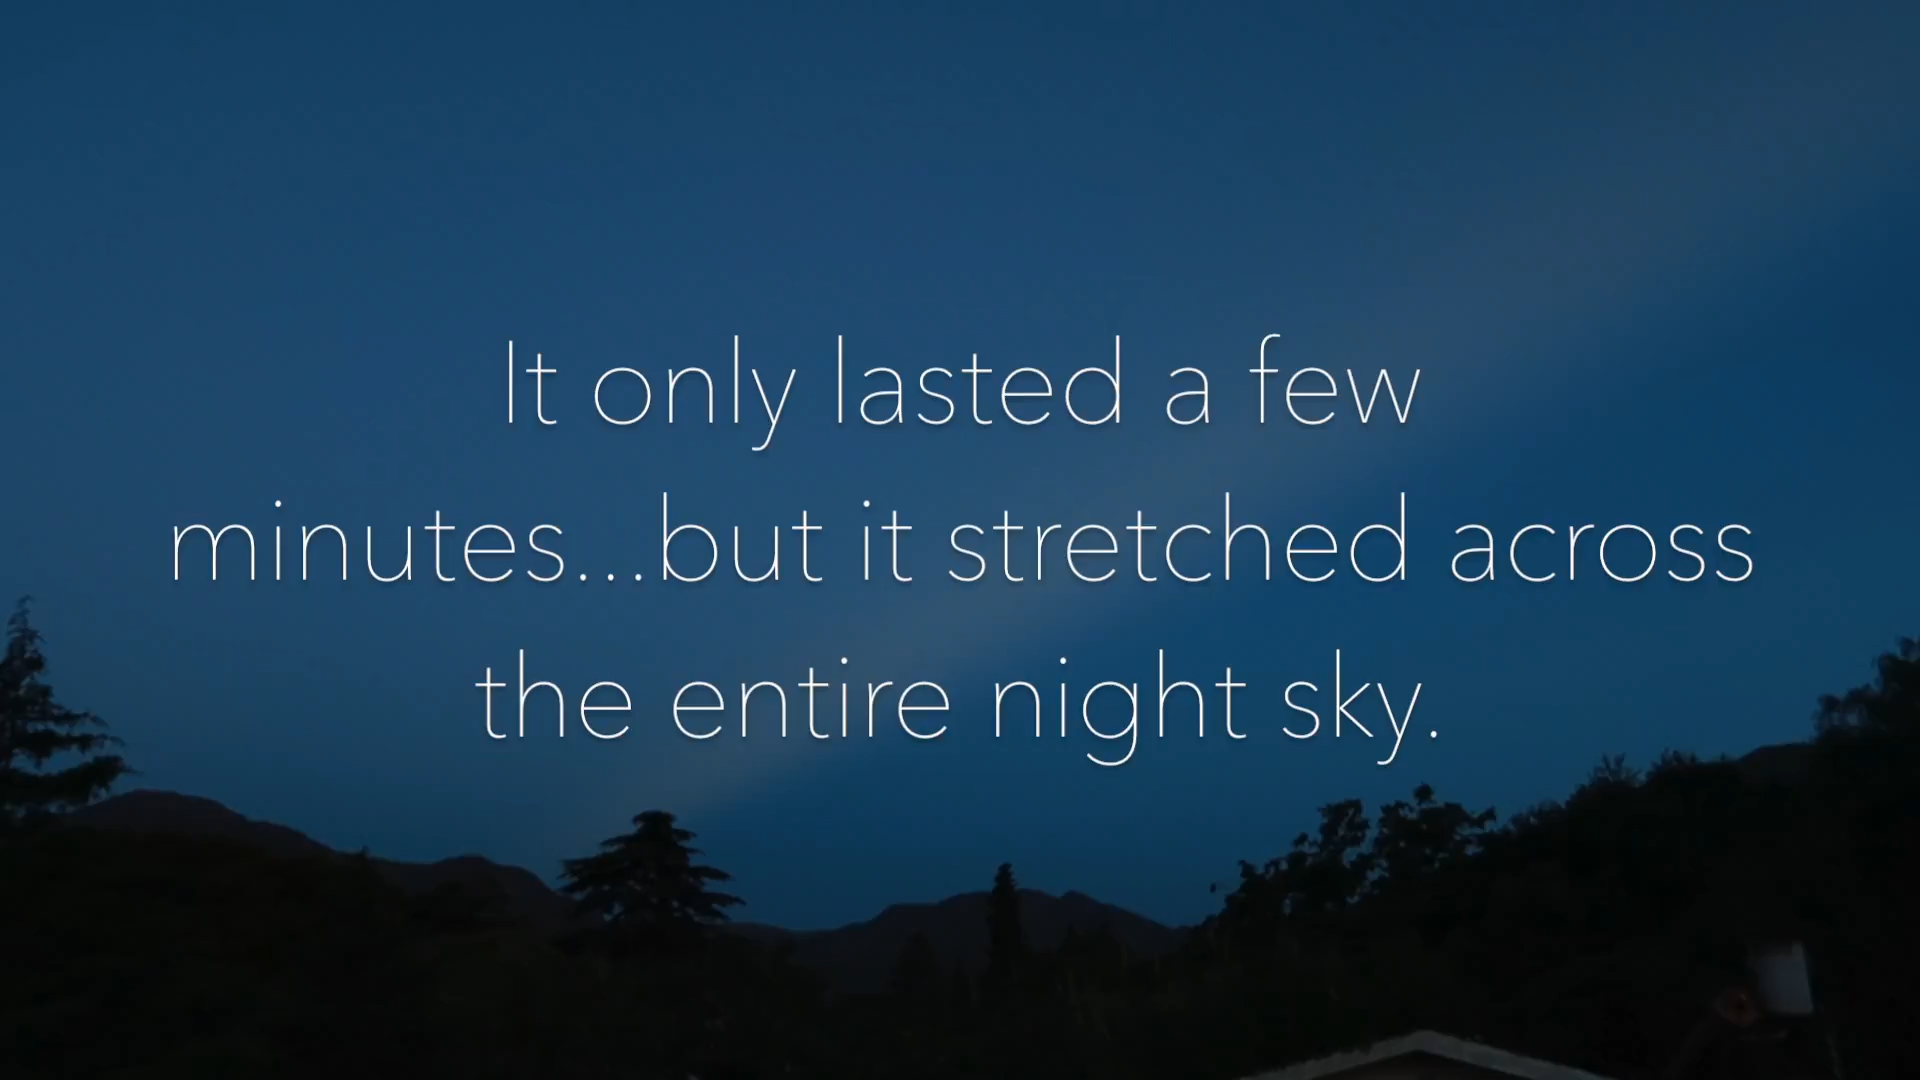 It only lasted a few
minutes...but it stretched across
the entire night sky.